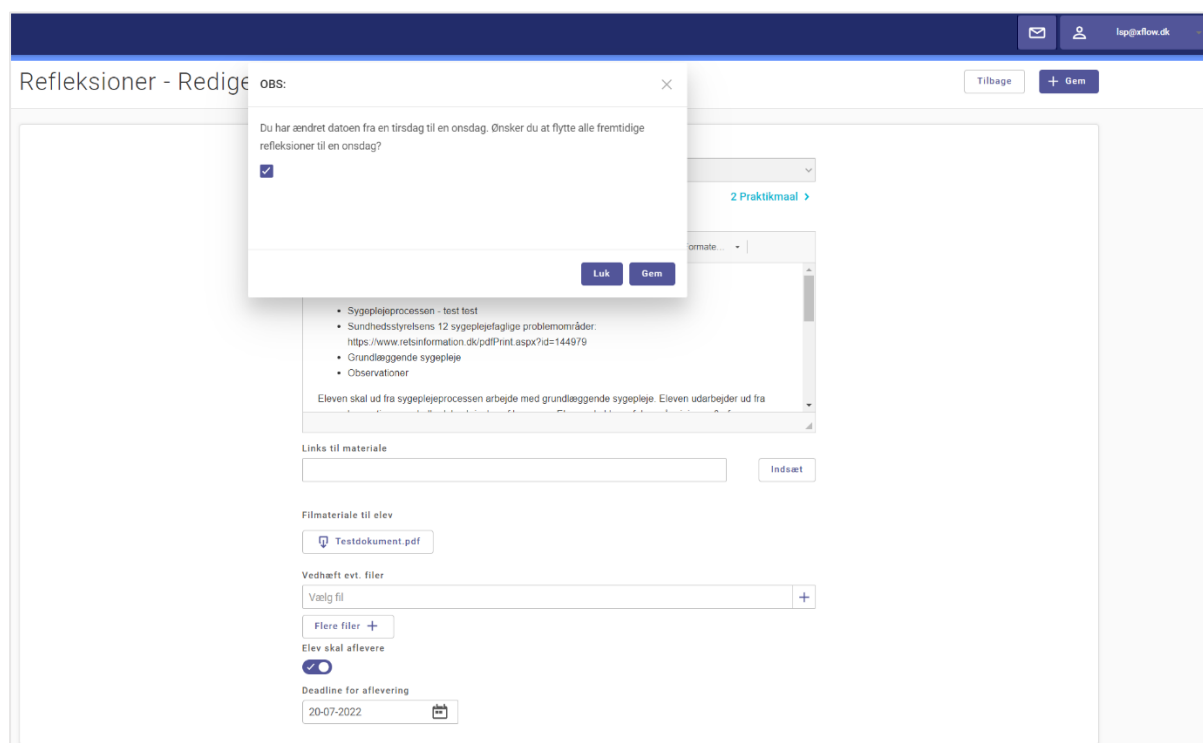 lsp@xflow.dk
Refleksioner - Redige
Tilbage
+ Gem
OBS:
Du har ændret datoen fra en tirsdag til en onsdag. Ønsker du at flytte alle fremtidige
refleksioner til en onsdag?
Luk
Gem
2 Praktikmaal >
ormate...
• Sygeplejeprocessen - test test
• Sundhedsstyrelsens 12 sygeplejefaglige problemområder:
https://www.retsinformation.dk/pdfPrint.aspx?id=144979
• Grundlæggende sygepleje
• Observationer
Eleven skal ud fra sygeplejeprocessen arbejde med grundlæggende sygepleje. Eleven udarbejder ud fra
Links til materiale
Indsæt
Filmateriale til elev
Testdokument.pdf
Vedhæft evt. filer
Vælg fil
+
Flere filer +
Elev skal aflevere
Deadline for aflevering
20-07-2022